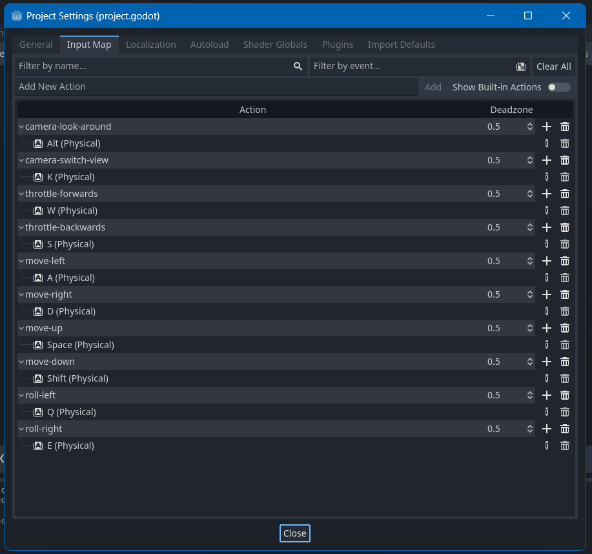 Project Settings (project.godot)
General Input Map Localization Autoload Shader Globals Plugins Import Defaults
Filter by name... Filter by event... Clear All
Add New Action Add Show Built-in Actions
Action Deadzone
camera-look-around 0.5
Alt (Physical)
camera-switch-view 0.5
K (Physical)
throttle-forwards 0.5
W (Physical)
throttle-backwards 0.5
S (Physical)
move-left 0.5
A (Physical)
move-right 0.5
D (Physical)
move-up 0.5
Space (Physical)
move-down 0.5
Shift (Physical)
roll-left 0.5
Q (Physical)
roll-right 0.5
E (Physical)
Close